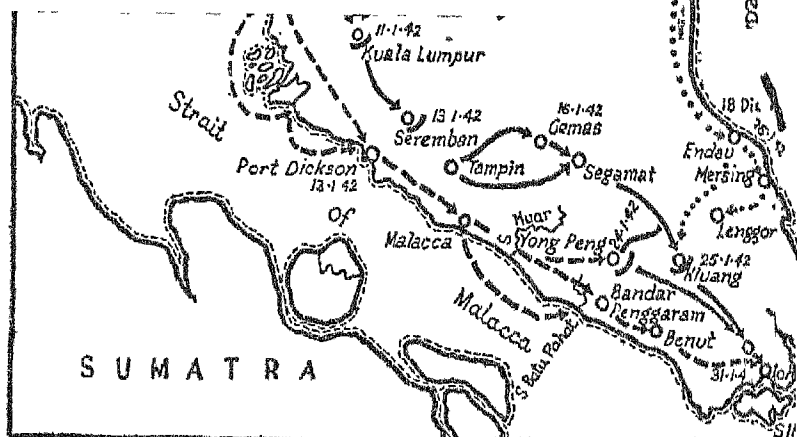 11·1·42
Kuala Lumpur
13 1·42
Seremban
16·1·42
Gemas
18 Div
Endau
Mersing
Strait
Port Dickson
13·1·42
Tampin
Segamat
Lenggor
of
Malacca
Muar
Yong Peng
25·1·42
Kluang
Malacca
Bandar
Penggaram
Benut
S Batu Pahat
31·1·4
SUMATRA